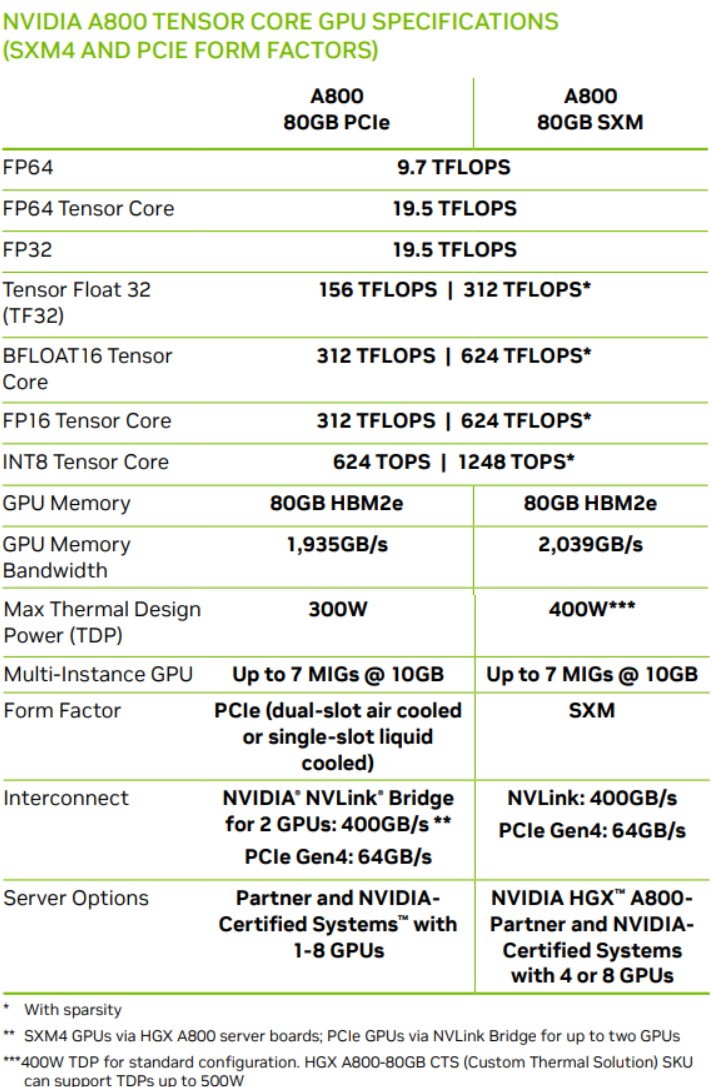 NVIDIA A800 TENSOR CORE GPU SPECIFICATIONS
(SXM4 AND PCIE FORM FACTORS)
A800
80GB PCIe
A800
80GB SXM
FP64
9.7 TFLOPS
FP64 Tensor Core
19.5 TFLOPS
FP32
19.5 TFLOPS
Tensor Float 32
(TF32)
156 TFLOPS | 312 TFLOPS*
BFLOAT16 Tensor
Core
312 TFLOPS | 624 TFLOPS*
FP16 Tensor Core
312 TFLOPS | 624 TFLOPS*
INT8 Tensor Core
624 TOPS | 1248 TOPS*
GPU Memory
80GB HBM2e
80GB HBM2e
GPU Memory
Bandwidth
1,935GB/s
2,039GB/s
Max Thermal Design
Power (TDP)
300W
400W***
Multi-Instance GPU
Up to 7 MIGs @ 10GB
Up to 7 MIGs @ 10GB
Form Factor
PCIe (dual-slot air cooled
or single-slot liquid
cooled)
SXM
Interconnect
NVIDIA® NVLink® Bridge
for 2 GPUs: 400GB/s **
PCIe Gen4: 64GB/s
NVLink: 400GB/s
PCIe Gen4: 64GB/s
Server Options
Partner and NVIDIA-
Certified Systems™ with
1-8 GPUs
NVIDIA HGX™ A800-
Partner and NVIDIA-
Certified Systems
with 4 or 8 GPUs
* With sparsity
** SXM4 GPUs via HGX A800 server boards; PCIe GPUs via NVLink Bridge for up to two GPUs
***400W TDP for standard configuration. HGX A800-80GB CTS (Custom Thermal Solution) SKU
can support TDPs up to 500W